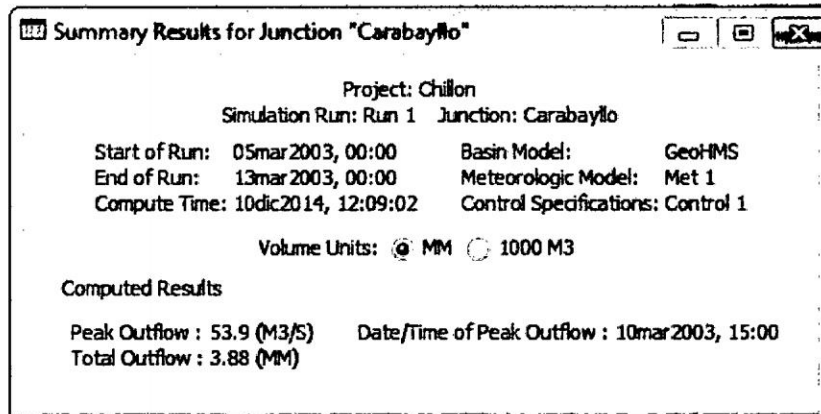 Summary Results for Junction "Carabayllo"
Project: Chillon
Simulation Run: Run 1 Junction: Carabayllo
Start of Run: 05mar2003, 00:00 Basin Model: GeoHMS
End of Run: 13mar2003, 00:00 Meteorologic Model: Met 1
Compute Time: 10dic2014, 12:09:02 Control Specifications: Control 1
Volume Units: MM 1000 M3
Computed Results
Peak Outflow : 53.9 (M3/S) Date/Time of Peak Outflow : 10mar2003, 15:00
Total Outflow : 3.88 (MM)